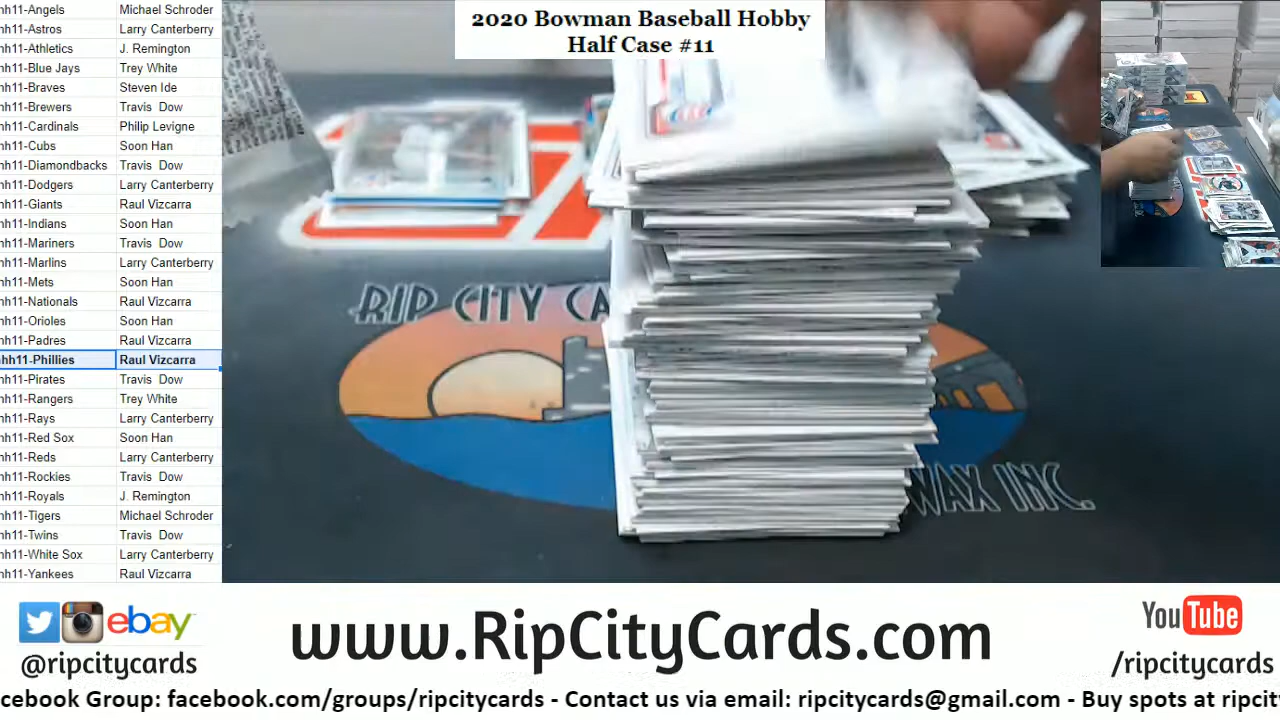 2020 Bowman Baseball Hobby
Half Case #11
hh11-Angels Michael Schroder
hh11-Astros Larry Canterberry
hh11-Athletics J. Remington
hh11-Blue Jays Trey White
hh11-Braves Steven Ide
hh11-Brewers Travis Dow
hh11-Cardinals Philip Levigne
hh11-Cubs Soon Han
hh11-Diamondbacks Travis Dow
hh11-Dodgers Larry Canterberry
hh11-Giants Raul Vizcarra
hh11-Indians Soon Han
hh11-Mariners Travis Dow
hh11-Marlins Larry Canterberry
hh11-Mets Soon Han
hh11-Nationals Raul Vizcarra
hh11-Orioles Soon Han
hh11-Padres Raul Vizcarra
hh11-Phillies Raul Vizcarra
hh11-Pirates Travis Dow
hh11-Rangers Trey White
hh11-Rays Larry Canterberry
hh11-Red Sox Soon Han
hh11-Reds Larry Canterberry
hh11-Rockies Travis Dow
hh11-Royals J. Remington
hh11-Tigers Michael Schroder
hh11-Twins Travis Dow
hh11-White Sox Larry Canterberry
hh11-Yankees Raul Vizcarra
RIP CITY CA
WAX INC.
ebay
@ripcitycards
www.RipCityCards.com
YouTube
/ripcitycards
cebook Group: facebook.com/groups/ripcitycards - Contact us via email: ripcitycards@gmail.com - Buy spots at ripcit